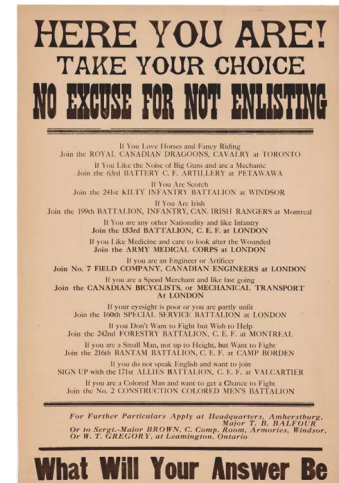 HERE YOU ARE!
TAKE YOUR CHOICE
NO EXCUSE FOR NOT ENLISTING
If You Love Horses and Fancy Riding
Join the ROYAL CANADIAN DRAGOONS, CAVALRY at TORONTO
If You Like the Noise of Big Guns and are a Mechanic
Join the 63rd BATTERY C. F. ARTILLERY at PETAWAWA
If You Are Scotch
Join the 241st KILTY INFANTRY BATTALION at WINDSOR
If You Are Irish
Join the 199th BATTALION, INFANTRY, CAN. IRISH RANGERS at Montreal
If You are any other Nationality and like Infantry
Join the 153rd BATTALION, C. E. F. at LONDON
If you Like Medicine and care to look after the Wounded
Join the ARMY MEDICAL CORPS at LONDON
If you are an Engineer or Artificer
Join No. 7 FIELD COMPANY, CANADIAN ENGINEERS at LONDON
If you are a Speed Merchant and like fast going
Join the CANADIAN BICYCLISTS, or MECHANICAL TRANSPORT
At LONDON
If your eyesight is poor or you are partly unfit
Join the 160th SPECIAL SERVICE BATTALION at LONDON
If you Don't Want to Fight but Wish to Help
Join the 242nd FORESTRY BATTALION, C. E. F. at MONTREAL
If you are a Small Man, not up to Height, but Want to Fight
Join the 216th BANTAM BATTALION, C. E. F. at CAMP BORDEN
If you do not speak English and want to join
SIGN UP with the 171st ALLIES BATTALION, C. E. F. at VALCARTIER
If you are a Colored Man and want to get a Chance to Fight
Join the No. 2 CONSTRUCTION COLORED MEN'S BATTALION
For Further Particulars Apply at Headquarters, Amherstburg,
Major T. B. BALFOUR
Or to Sergt.-Major BROWN, C. Comp. Room, Armories, Windsor,
Or W. T. GREGORY, at Leamington, Ontario
What Will Your Answer Be